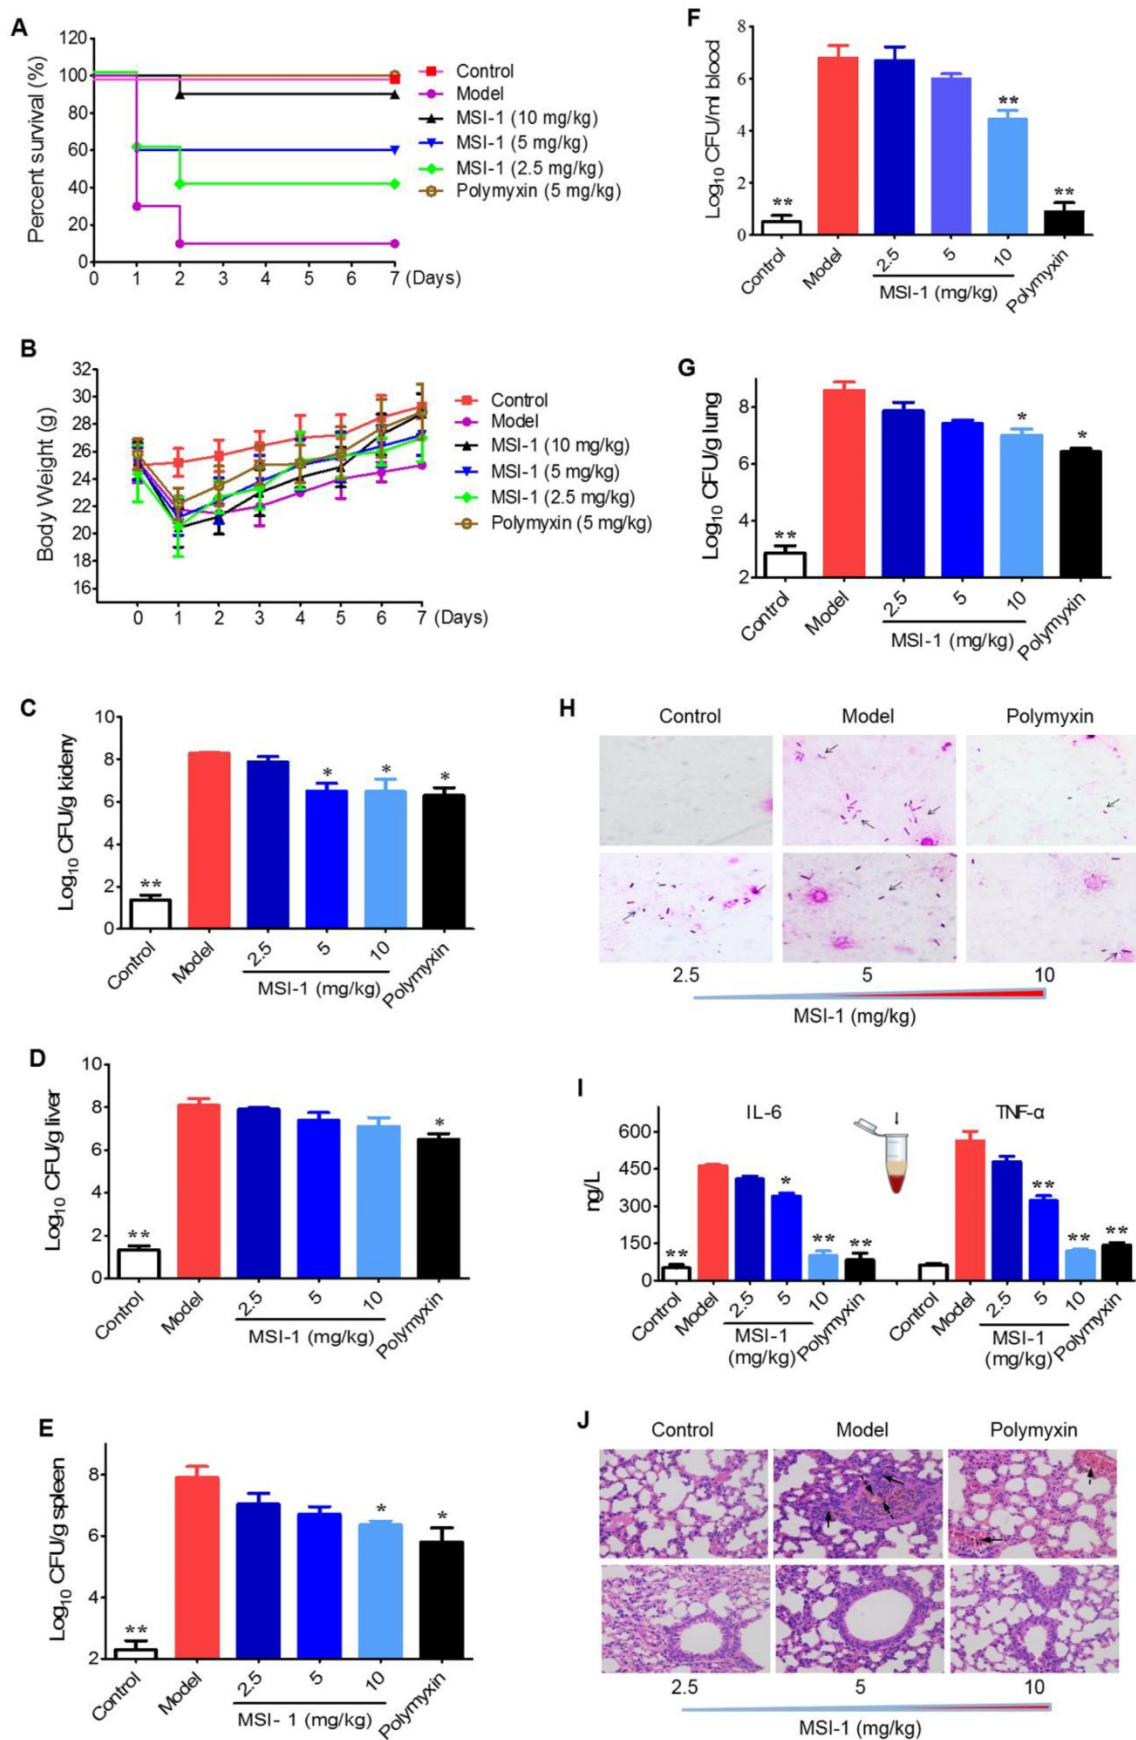 A
Percent survival (%)
120
100
80
60
40
20
0
0 1 2 3 4 5 6 7 (Days)
Control
Model
MSI-1 (10 mg/kg)
MSI-1 (5 mg/kg)
MSI-1 (2.5 mg/kg)
Polymyxin (5 mg/kg)
B
Body Weight (g)
32
30
28
26
24
22
20
18
16
0 1 2 3 4 5 6 7 (Days)
Control
Model
MSI-1 (10 mg/kg)
MSI-1 (5 mg/kg)
MSI-1 (2.5 mg/kg)
Polymyxin (5 mg/kg)
C
Log10 CFU/g kideny
10
8
6
4
2
0
**
*
*
*
Control
Model
2.5
5
10
Polymyxin
MSI-1 (mg/kg)
D
Log10 CFU/g liver
10
8
6
4
2
0
**
*
Control
Model
2.5
5
10
Polymyxin
MSI-1 (mg/kg)
E
Log10 CFU/g spleen
8
6
4
2
**
*
*
Control
Model
2.5
5
10
Polymyxin
MSI- 1 (mg/kg)
F
Log10 CFU/ml blood
8
6
4
2
0
**
**
**
Control
Model
2.5
5
10
Polymyxin
MSI-1 (mg/kg)
G
Log10 CFU/g lung
8
6
4
2
**
*
*
Control
Model
2.5
5
10
Polymyxin
MSI-1 (mg/kg)
H
Control Model Polymyxin
2.5 5 10
MSI-1 (mg/kg)
I
IL-6 TNF-α
ng/L
600
450
300
150
0
**
*
**
**
**
**
**
Control
Model
2.5
5
10
Polymyxin
MSI-1
(mg/kg)
Control
Model
2.5
5
10
Polymyxin
MSI-1
(mg/kg)
J
Control Model Polymyxin
2.5 5 10
MSI-1 (mg/kg)